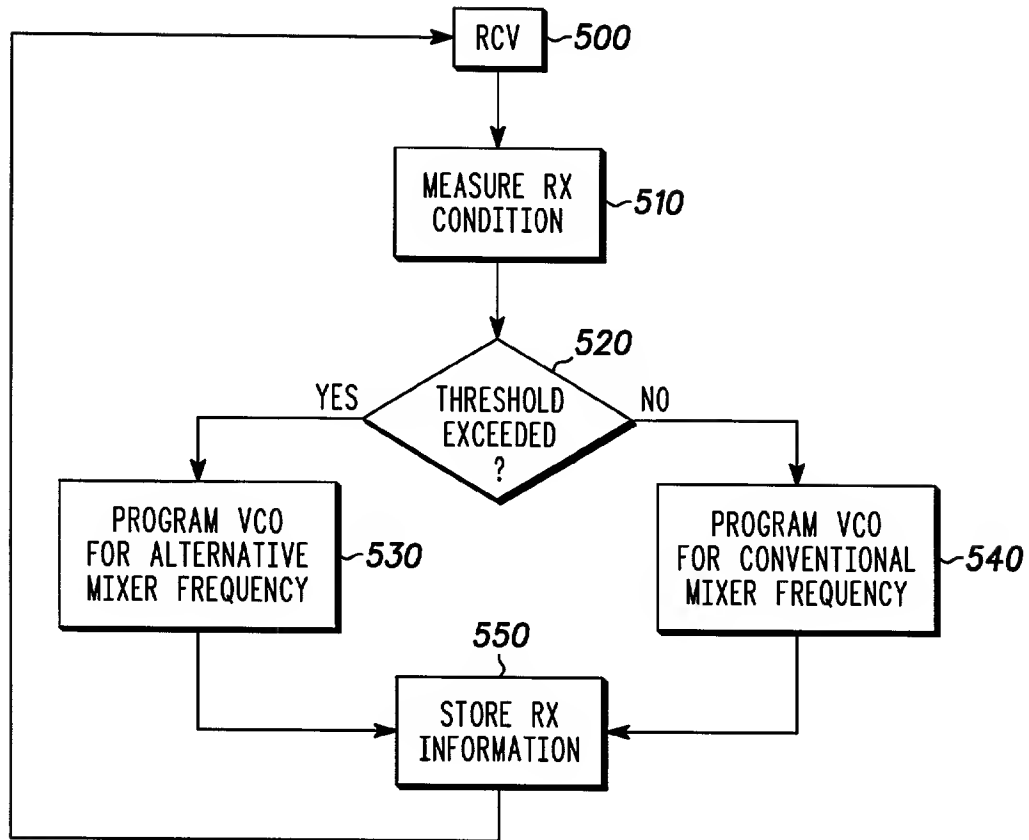 RCV
500
MEASURE RX
CONDITION
510
520
YES
THRESHOLD
EXCEEDED
?
NO
PROGRAM VCO
FOR ALTERNATIVE
MIXER FREQUENCY
530
PROGRAM VCO
FOR CONVENTIONAL
MIXER FREQUENCY
540
550
STORE RX
INFORMATION